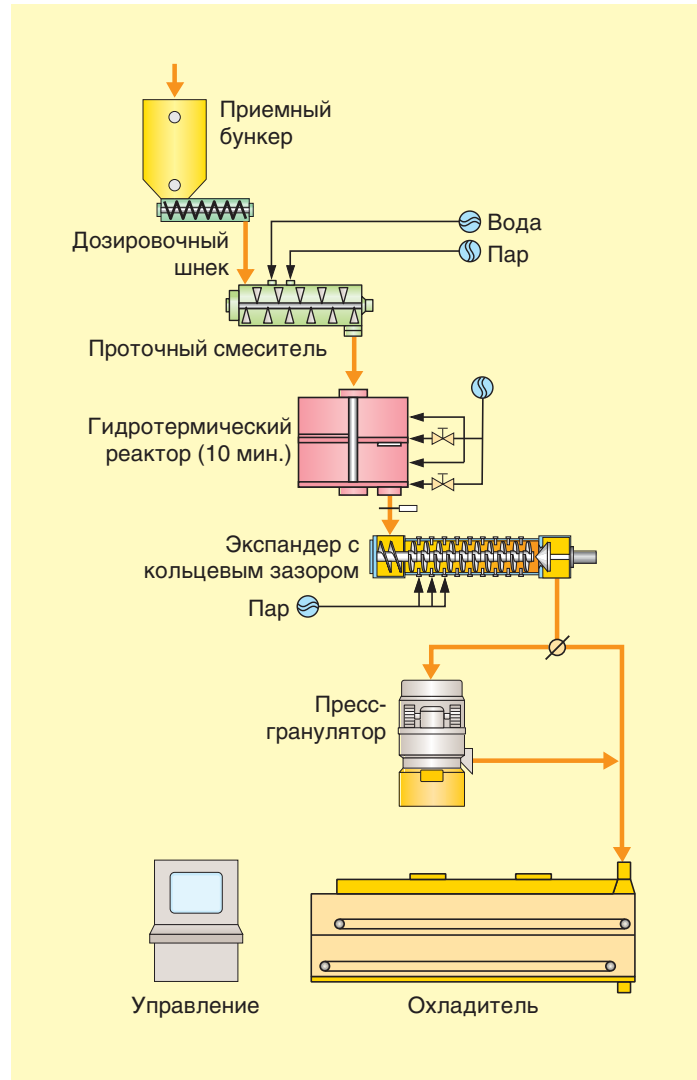 Приемный
бункер
Дозировочный
шнек
Вода
Пар
Проточный смеситель
Гидротермический
реактор (10 мин.)
Экспандер с
кольцевым зазором
Пар
Пресс-
гранулятор
Управление
Охладитель